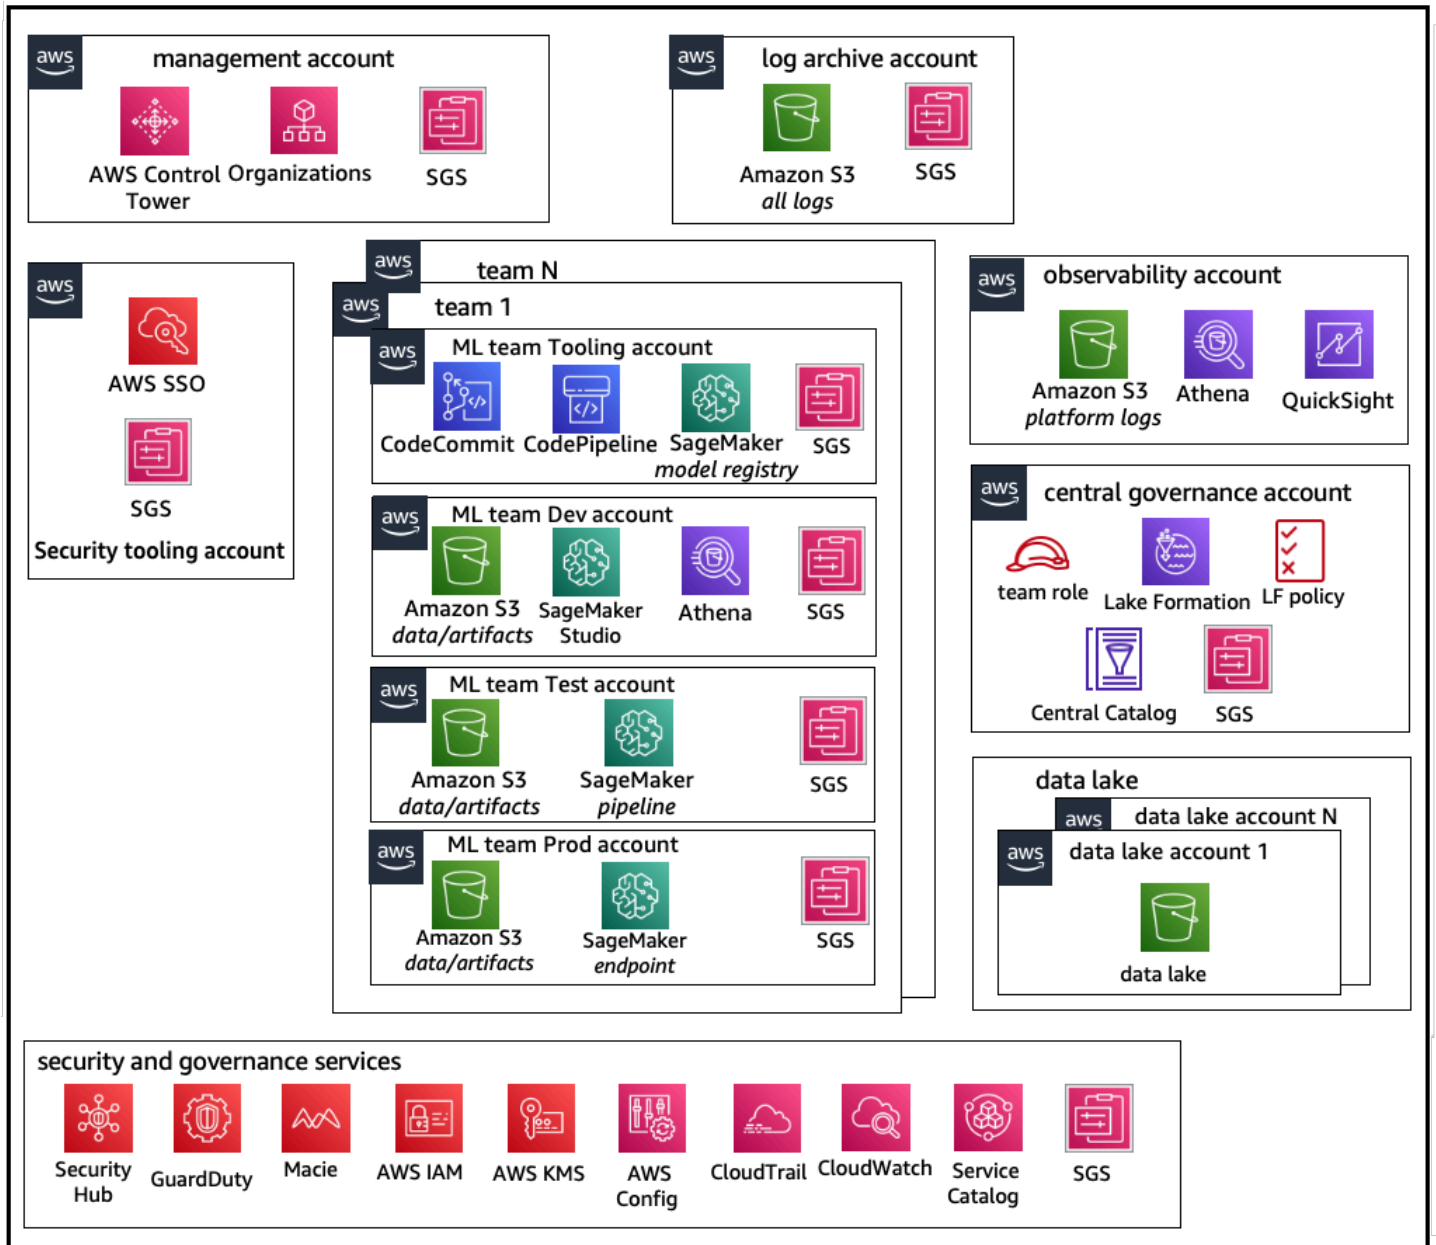 aws
management account
AWS Control
Tower
Organizations
SGS
aws
log archive account
Amazon S3
all logs
SGS
aws
AWS SSO
SGS
Security tooling account
aws
team N
aws
team 1
aws
ML team Tooling account
CodeCommit
CodePipeline
SageMaker
model registry
SGS
aws
ML team Dev account
Amazon S3
data/artifacts
SageMaker
Studio
Athena
SGS
aws
ML team Test account
Amazon S3
data/artifacts
SageMaker
pipeline
SGS
aws
ML team Prod account
Amazon S3
data/artifacts
SageMaker
endpoint
SGS
aws
observability account
Amazon S3
platform logs
Athena
QuickSight
aws
central governance account
team role
Lake Formation
LF policy
Central Catalog
SGS
data lake
aws
data lake account N
aws
data lake account 1
data lake
security and governance services
Security
Hub
GuardDuty
Macie
AWS IAM
AWS KMS
AWS
Config
CloudTrail
CloudWatch
Service
Catalog
SGS